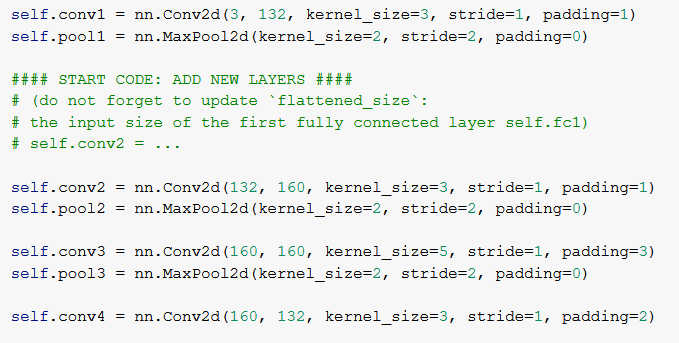 self.conv1 = nn.Conv2d(3, 132, kernel_size=3, stride=1, padding=1)
self.pool1 = nn.MaxPool2d(kernel_size=2, stride=2, padding=0)
#### START CODE: ADD NEW LAYERS ####
# (do not forget to update `flattened_size`:
# the input size of the first fully connected layer self.fc1)
# self.conv2 = ...
self.conv2 = nn.Conv2d(132, 160, kernel_size=3, stride=1, padding=1)
self.pool2 = nn.MaxPool2d(kernel_size=2, stride=2, padding=0)
self.conv3 = nn.Conv2d(160, 160, kernel_size=5, stride=1, padding=3)
self.pool3 = nn.MaxPool2d(kernel_size=2, stride=2, padding=0)
self.conv4 = nn.Conv2d(160, 132, kernel_size=3, stride=1, padding=2)